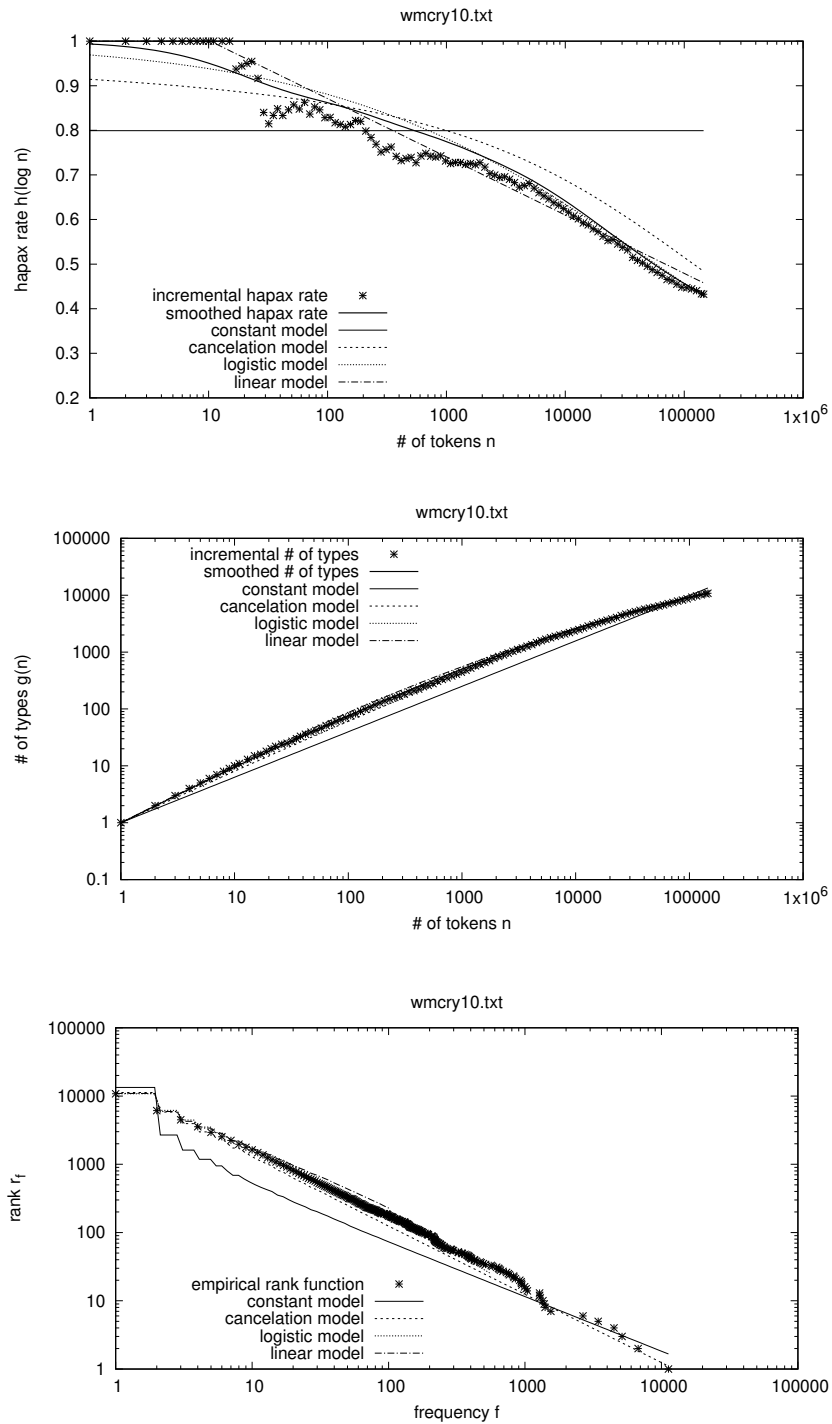 wmcry10.txt
1
0.9
0.8
0.7
0.6
0.5
0.4
0.3
0.2
hapax rate h(log n)
incremental hapax rate
smoothed hapax rate
constant model
cancelation model
logistic model
linear model
1 10 100 1000 10000 100000 1x10^6
# of tokens n
wmcry10.txt
100000
10000
1000
100
10
1
0.1
# of types g(n)
incremental # of types
smoothed # of types
constant model
cancelation model
logistic model
linear model
1 10 100 1000 10000 100000 1x10^6
# of tokens n
wmcry10.txt
100000
10000
1000
100
10
1
rank r_f
empirical rank function
constant model
cancelation model
logistic model
linear model
1 10 100 1000 10000 100000
frequency f